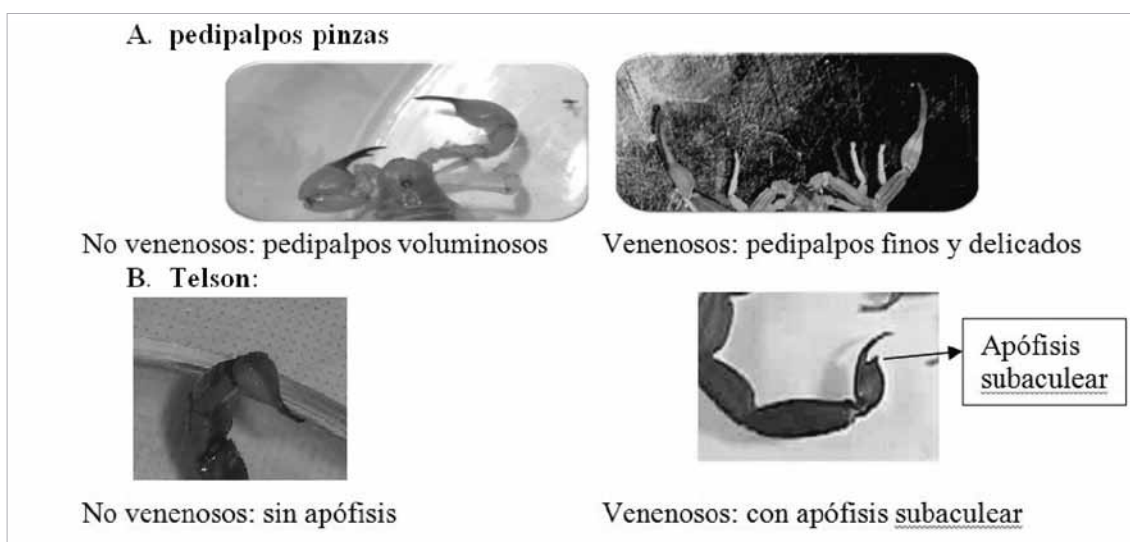 A. pedipalpos pinzas
No venenosos: pedipalpos voluminosos
Venenosos: pedipalpos finos y delicados
B. Telson:
Apófisis
subaculear
No venenosos: sin apófisis
Venenosos: con apófisis subaculear